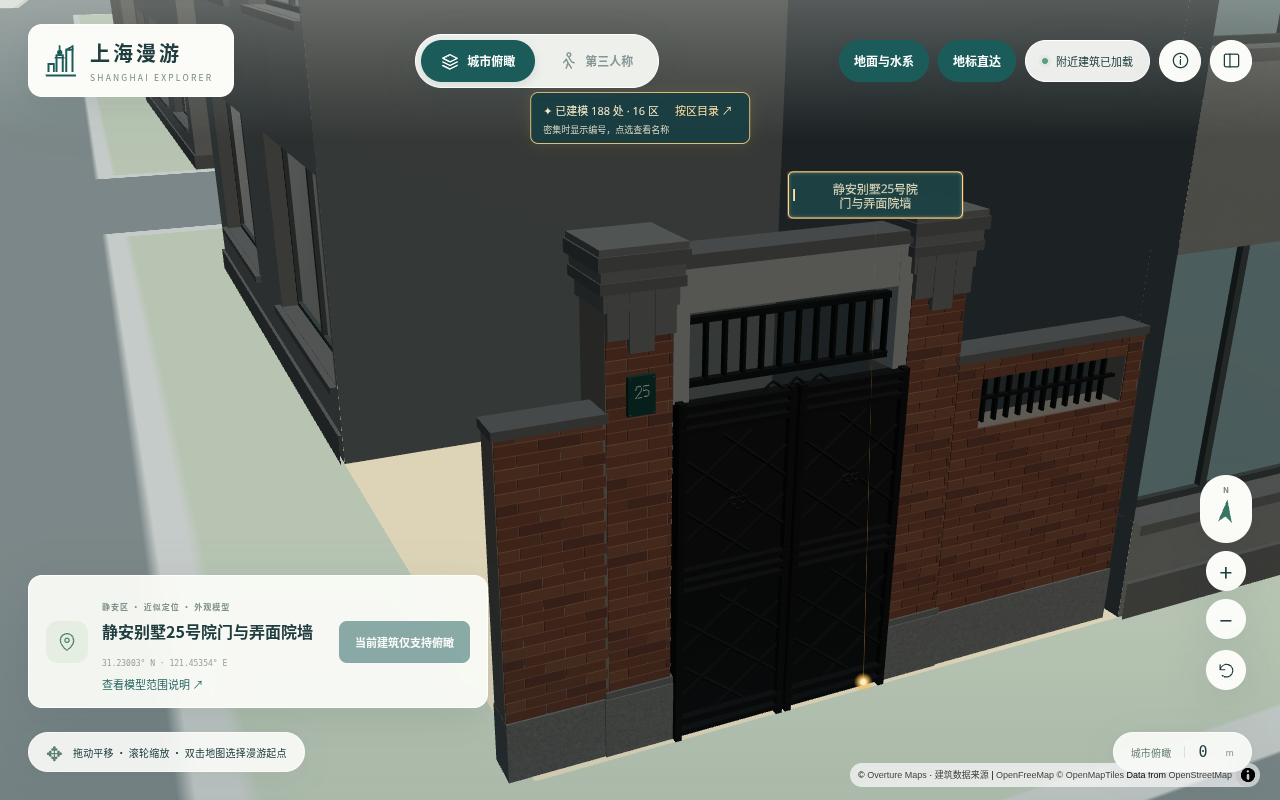 上海漫游
SHANGHAI EXPLORER
城市俯瞰
第三人称
地面与水系
地标直达
附近建筑已加载
✦ 已建模 188 处 · 16 区 按区目录 ↗
密集时显示编号，点选查看名称
静安别墅25号院
门与弄面院墙
25
静安区 · 近似定位 · 外观模型
静安别墅25号院门与弄面院墙
31.23003° N · 121.45354° E
查看模型范围说明 ↗
当前建筑仅支持俯瞰
N
+
−
拖动平移 · 滚轮缩放 · 双击地图选择漫游起点
城市俯瞰 0 m
© Overture Maps · 建筑数据来源 | OpenFreeMap © OpenMapTiles Data from OpenStreetMap